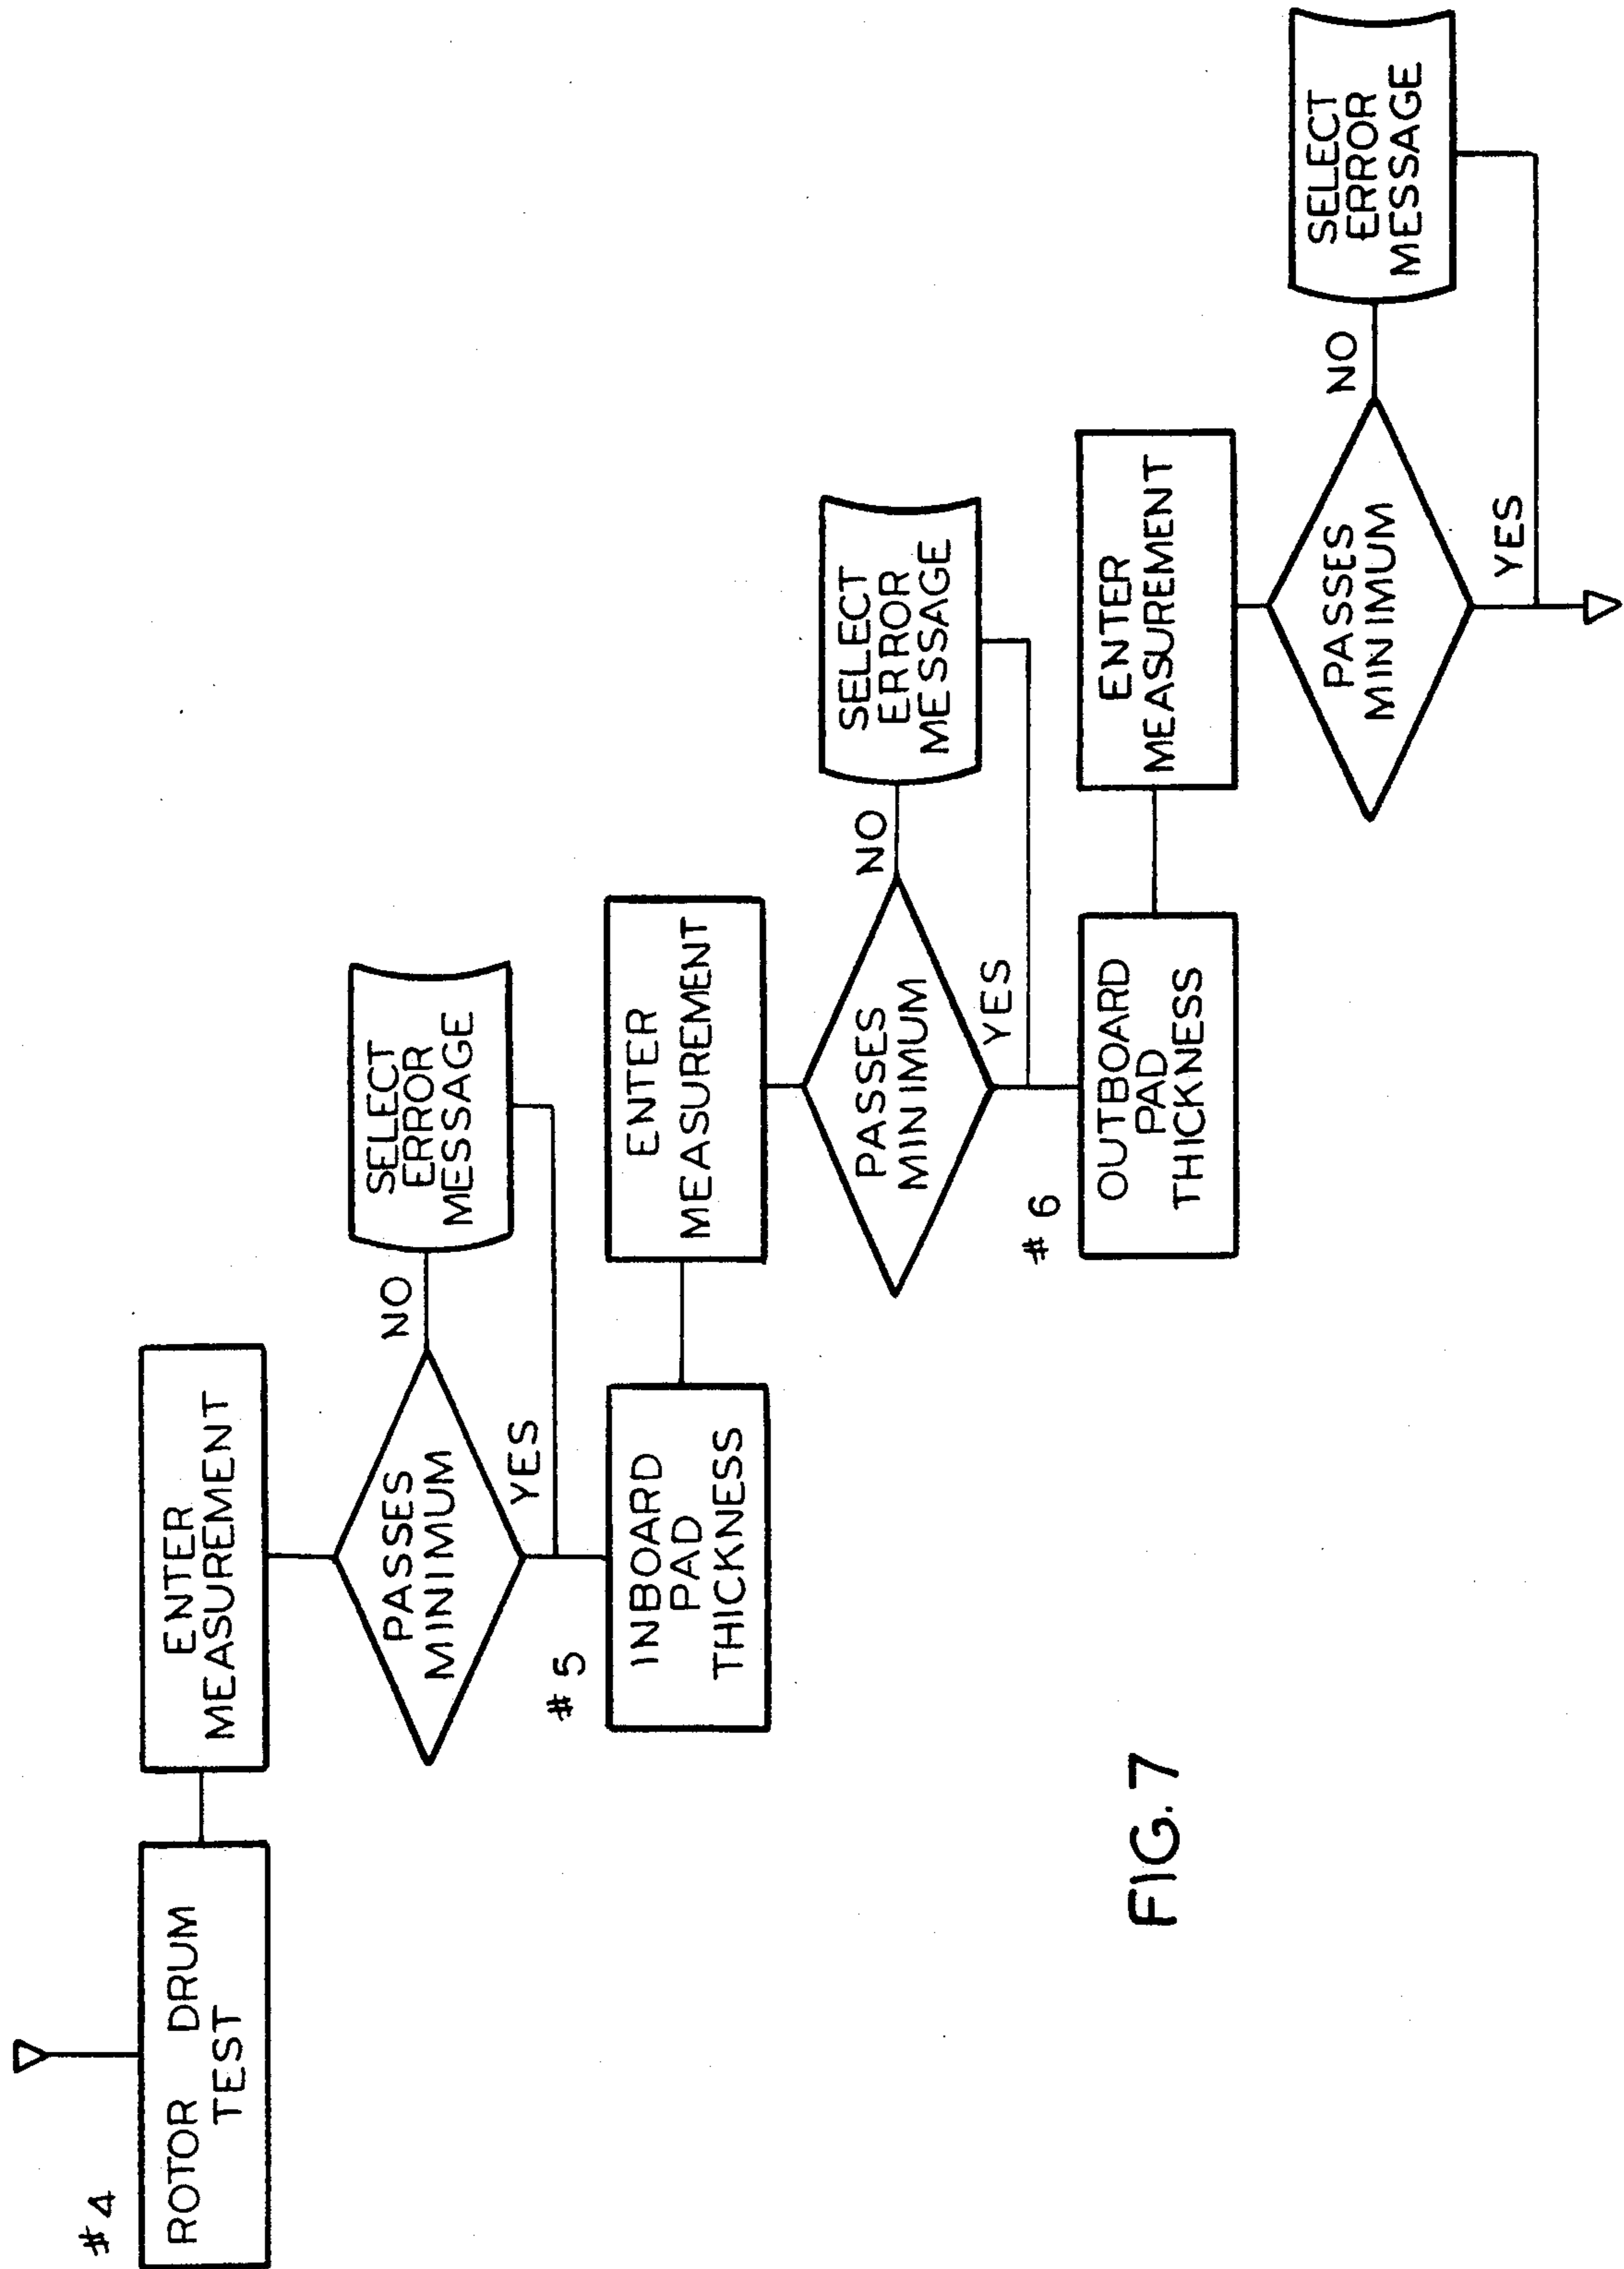 #4
ROTOR DRUM
TEST
ENTER
MEASUREMENT
PASSES
MINIMUM
NO
SELECT
ERROR
MESSAGE
YES
#5
INBOARD
PAD
THICKNESS
ENTER
MEASUREMENT
PASSES
MINIMUM
NO
SELECT
ERROR
MESSAGE
YES
#6
OUTBOARD
PAD
THICKNESS
ENTER
MEASUREMENT
PASSES
MINIMUM
NO
SELECT
ERROR
MESSAGE
YES
FIG. 7